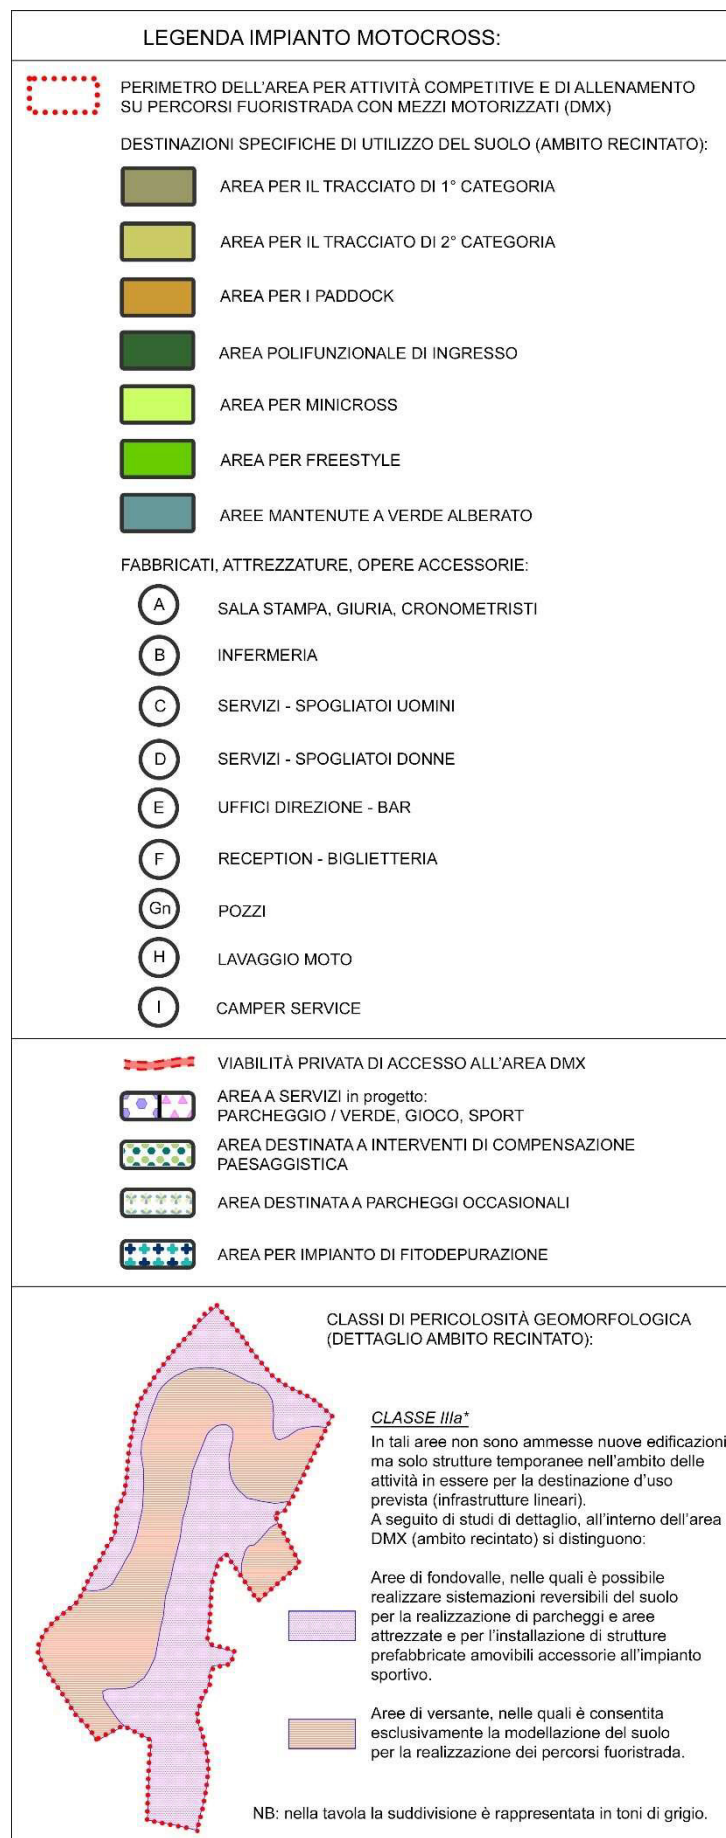 LEGENDA IMPIANTO MOTOCROSS:
PERIMETRO DELL'AREA PER ATTIVITÀ COMPETITIVE E DI ALLENAMENTO
SU PERCORSI FUORISTRADA CON MEZZI MOTORIZZATI (DMX)
DESTINAZIONI SPECIFICHE DI UTILIZZO DEL SUOLO (AMBITO RECINTATO):
AREA PER IL TRACCIATO DI 1° CATEGORIA
AREA PER IL TRACCIATO DI 2° CATEGORIA
AREA PER I PADDOCK
AREA POLIFUNZIONALE DI INGRESSO
AREA PER MINICROSS
AREA PER FREESTYLE
AREE MANTENUTE A VERDE ALBERATO
FABBRICATI, ATTREZZATURE, OPERE ACCESSORIE:
A SALA STAMPA, GIURIA, CRONOMETRISTI
B INFERMERIA
C SERVIZI - SPOGLIATOI UOMINI
D SERVIZI - SPOGLIATOI DONNE
E UFFICI DIREZIONE - BAR
F RECEPTION - BIGLIETTERIA
Gn POZZI
H LAVAGGIO MOTO
I CAMPER SERVICE
VIABILITÀ PRIVATA DI ACCESSO ALL'AREA DMX
AREA A SERVIZI in progetto:
PARCHEGGIO / VERDE, GIOCO, SPORT
AREA DESTINATA A INTERVENTI DI COMPENSAZIONE
PAESAGGISTICA
AREA DESTINATA A PARCHEGGI OCCASIONALI
AREA PER IMPIANTO DI FITODEPURAZIONE
CLASSI DI PERICOLOSITÀ GEOMORFOLOGICA
(DETTAGLIO AMBITO RECINTATO):
CLASSE IIIa*
In tali aree non sono ammesse nuove edificazioni
ma solo strutture temporanee nell'ambito delle
attività in essere per la destinazione d'uso
prevista (infrastrutture lineari).
A seguito di studi di dettaglio, all'interno dell'area
DMX (ambito recintato) si distinguono:
Aree di fondovalle, nelle quali è possibile
realizzare sistemazioni reversibili del suolo
per la realizzazione di parcheggi e aree
attrezzate e per l'installazione di strutture
prefabbricate amovibili accessorie all'impianto
sportivo.
Aree di versante, nelle quali è consentita
esclusivamente la modellazione del suolo
per la realizzazione dei percorsi fuoristrada.
NB: nella tavola la suddivisione è rappresentata in toni di grigio.